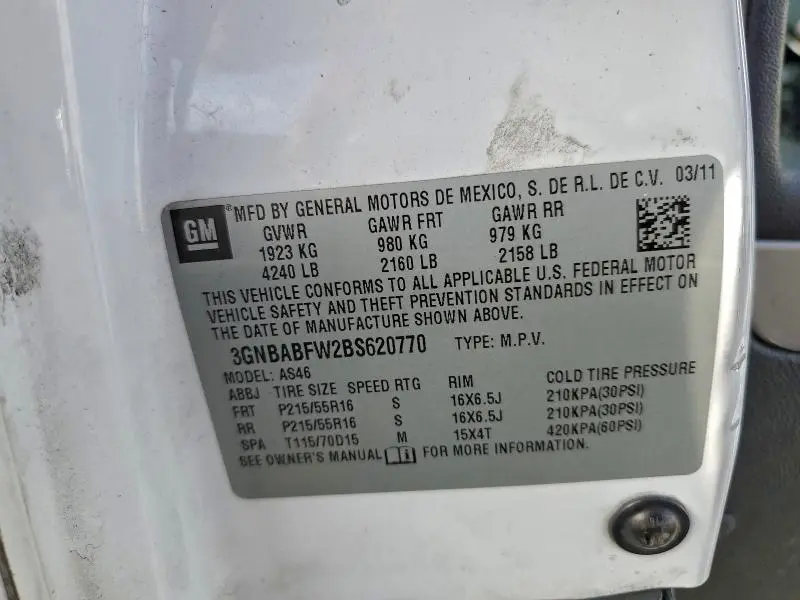 GM® MFD BY GENERAL MOTORS DE MEXICO, S. DE R.L. DE C.V. 03/11
GVWR GAWR FRT GAWR RR
1923 KG 980 KG 979 KG
4240 LB 2160 LB 2158 LB
THIS VEHICLE CONFORMS TO ALL APPLICABLE U.S. FEDERAL MOTOR
VEHICLE SAFETY AND THEFT PREVENTION STANDARDS IN EFFECT ON
THE DATE OF MANUFACTURE SHOWN ABOVE.
3GNBABFW2BS620770 TYPE: M.P.V.
MODEL: AS46
ABBJ TIRE SIZE SPEED RTG RIM COLD TIRE PRESSURE
FRT P215/55R16 S 16X6.5J 210KPA(30PSI)
RR P215/55R16 S 16X6.5J 210KPA(30PSI)
SPA T115/70D15 M 15X4T 420KPA(60PSI)
SEE OWNER'S MANUAL FOR MORE INFORMATION.